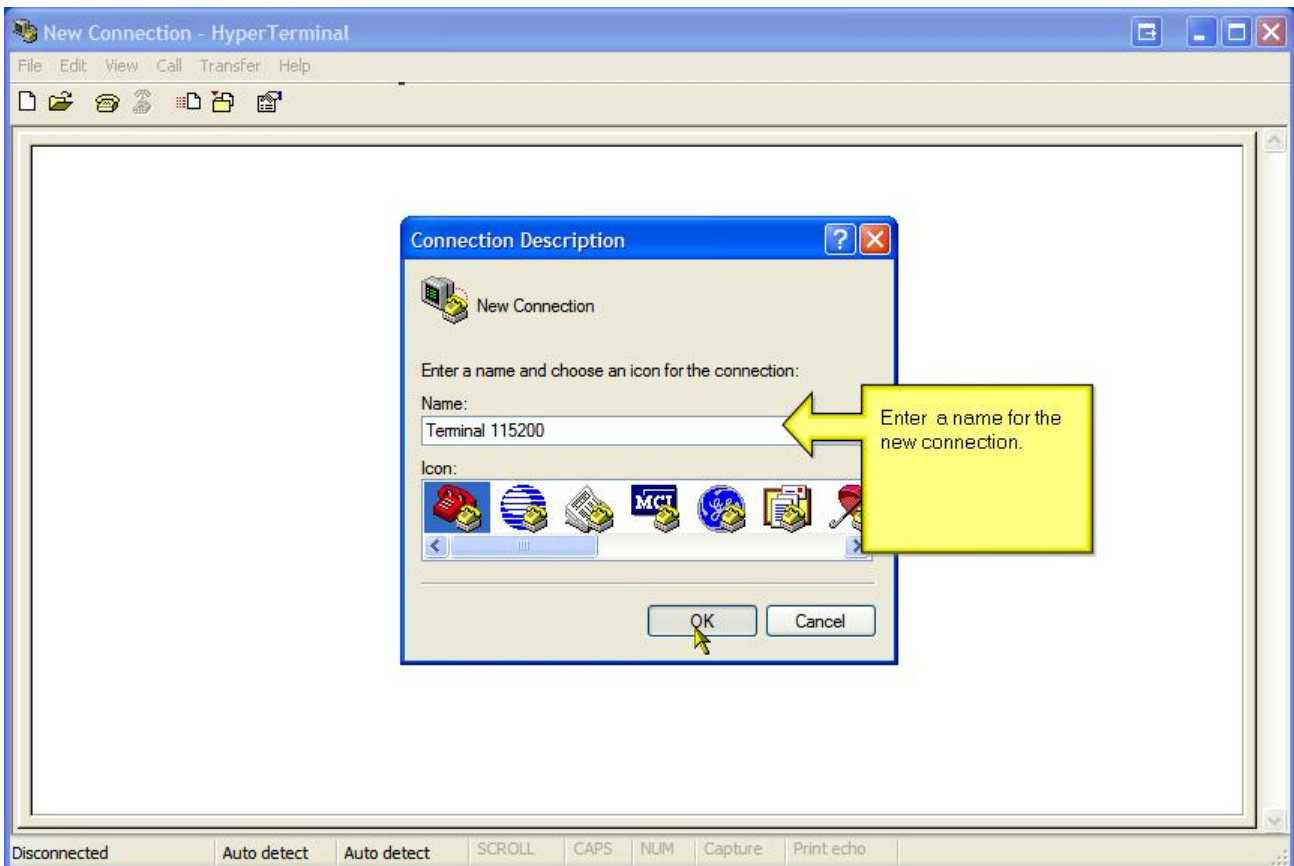 New Connection - HyperTerminal
File Edit View Call Transfer Help
Connection Description
New Connection
Enter a name and choose an icon for the connection:
Name:
Terminal 115200
Enter a name for the
new connection.
Icon:
MCI
OK Cancel
Disconnected Auto detect Auto detect SCROLL CAPS NUM Capture Print echo